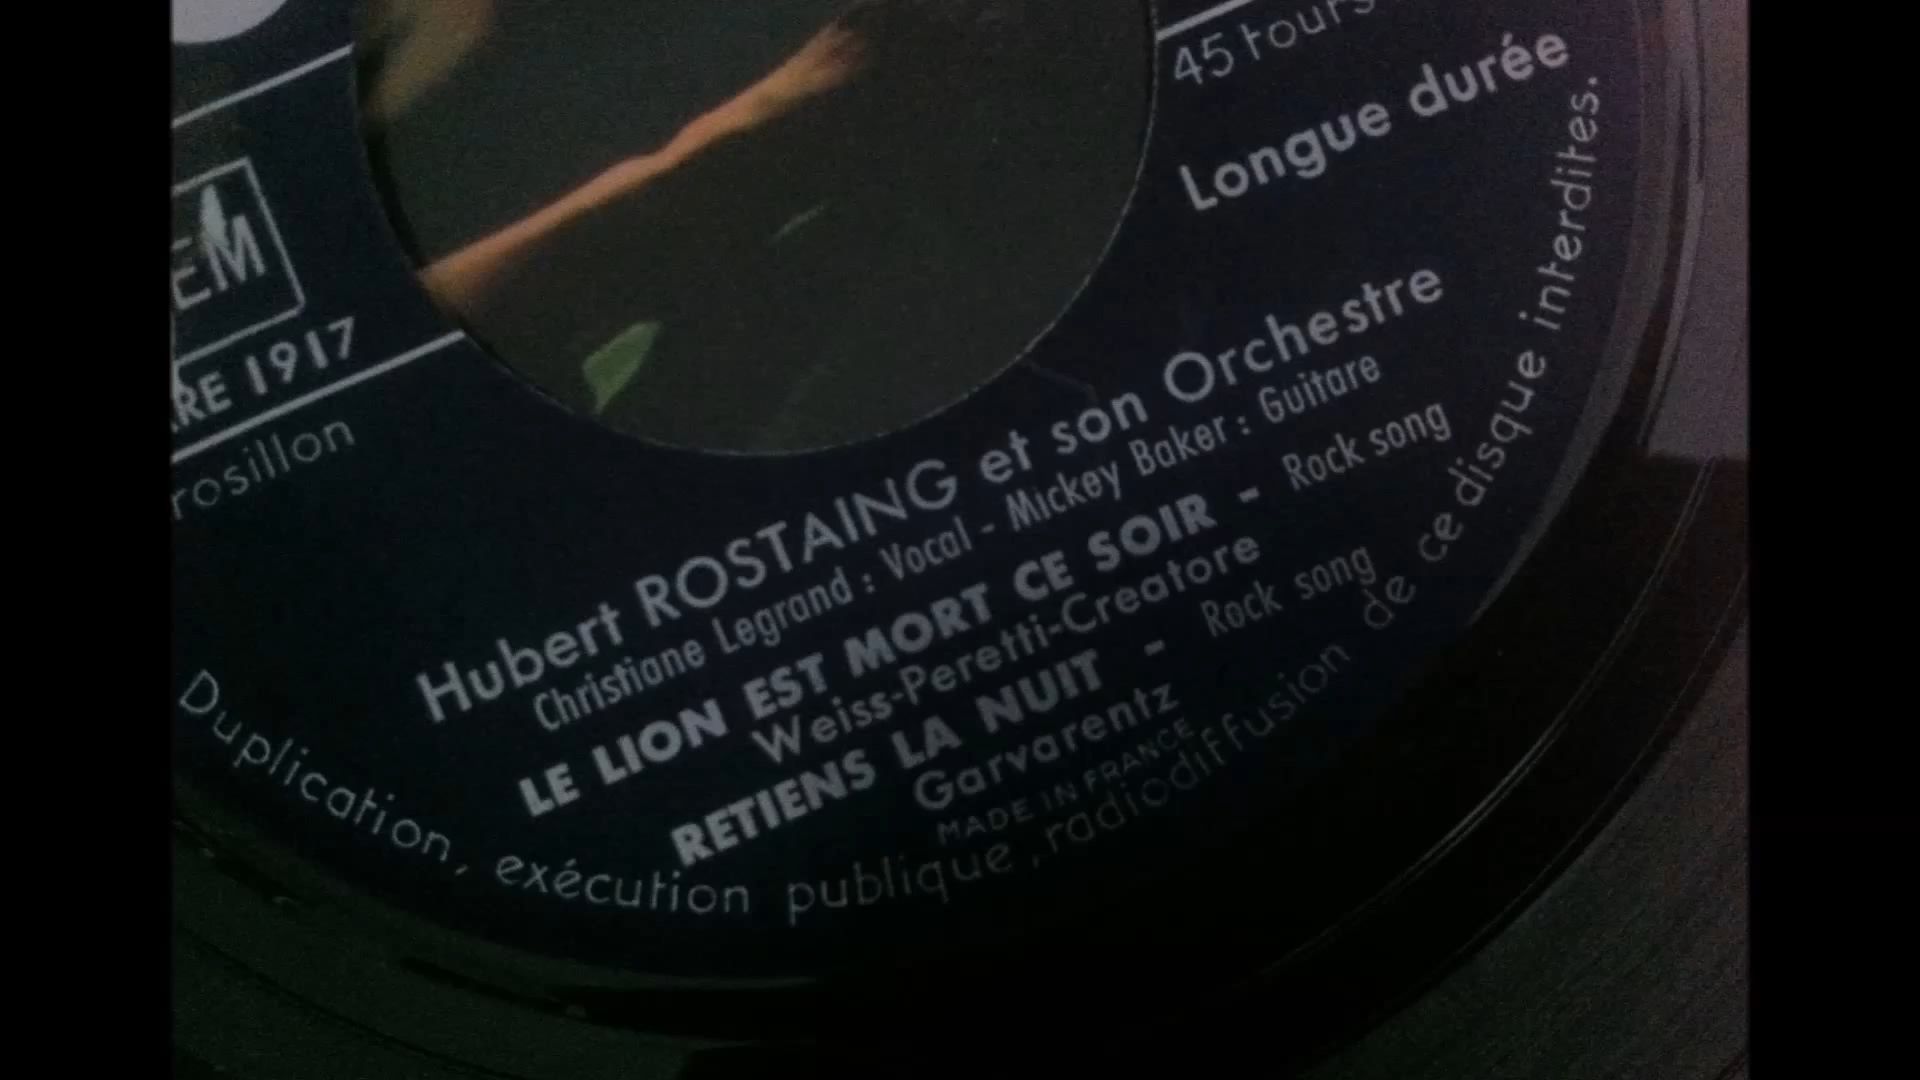 45 tours
Longue durée
EM
RE 1917
rosillon
Hubert ROSTAING et son Orchestre
Christiane Legrand : Vocal - Mickey Baker : Guitare
LE LION EST MORT CE SOIR - Rock song
Weiss-Peretti-Creatore
RETIENS LA NUIT - Rock song
Garvarentz
MADE IN FRANCE
Duplication, exécution publique, radiodiffusion de ce disque interdites.